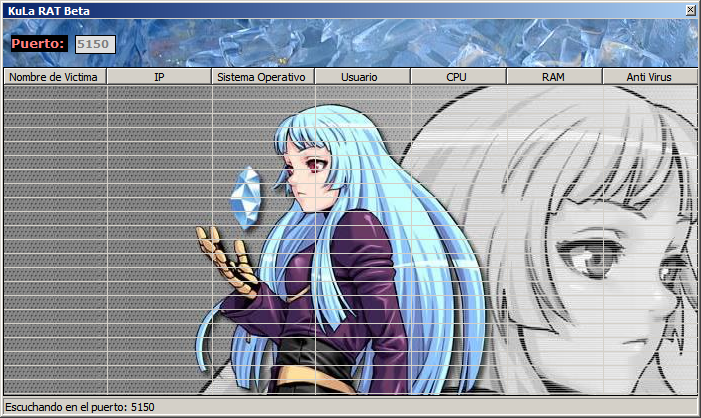 KuLa RAT Beta
Puerto: 5150
Nombre de Victima IP Sistema Operativo Usuario CPU RAM Anti Virus
Escuchando en el puerto: 5150